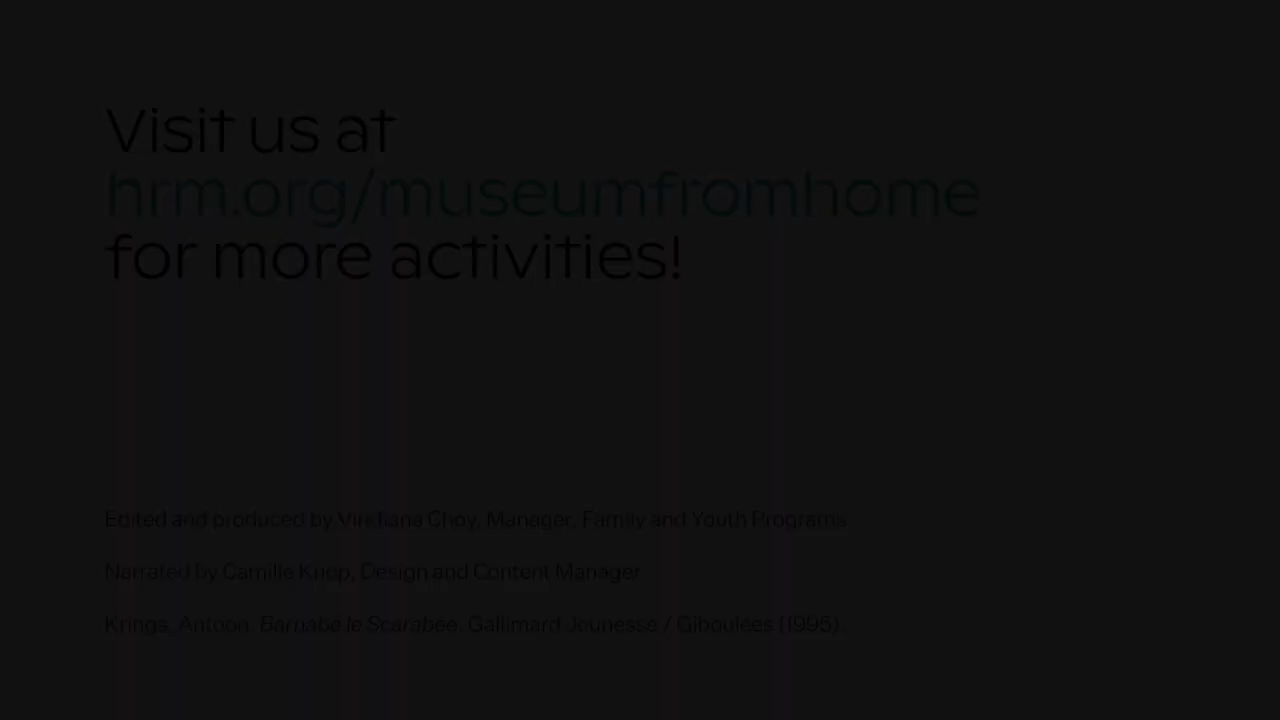 Visit us at
hrm.org/museumfromhome
for more activities!
Edited and produced by Viridiana Choy, Manager, Family and Youth Programs
Narrated by Camille Knop, Design and Content Manager
Krings, Antoon. Barnabé le Scarabée. Gallimard Jeunesse / Giboulées (1995).